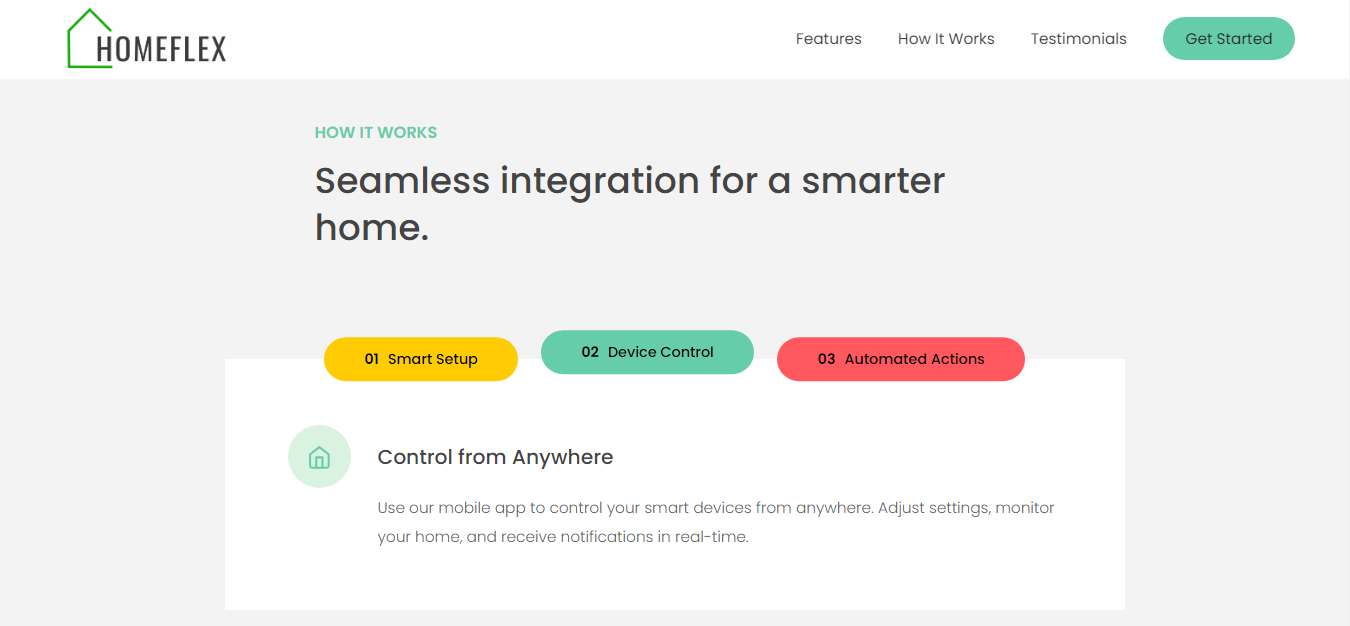 HOMEFLEX
Features How It Works Testimonials Get Started
HOW IT WORKS
Seamless integration for a smarter
home.
01 Smart Setup 02 Device Control 03 Automated Actions
Control from Anywhere
Use our mobile app to control your smart devices from anywhere. Adjust settings, monitor
your home, and receive notifications in real-time.